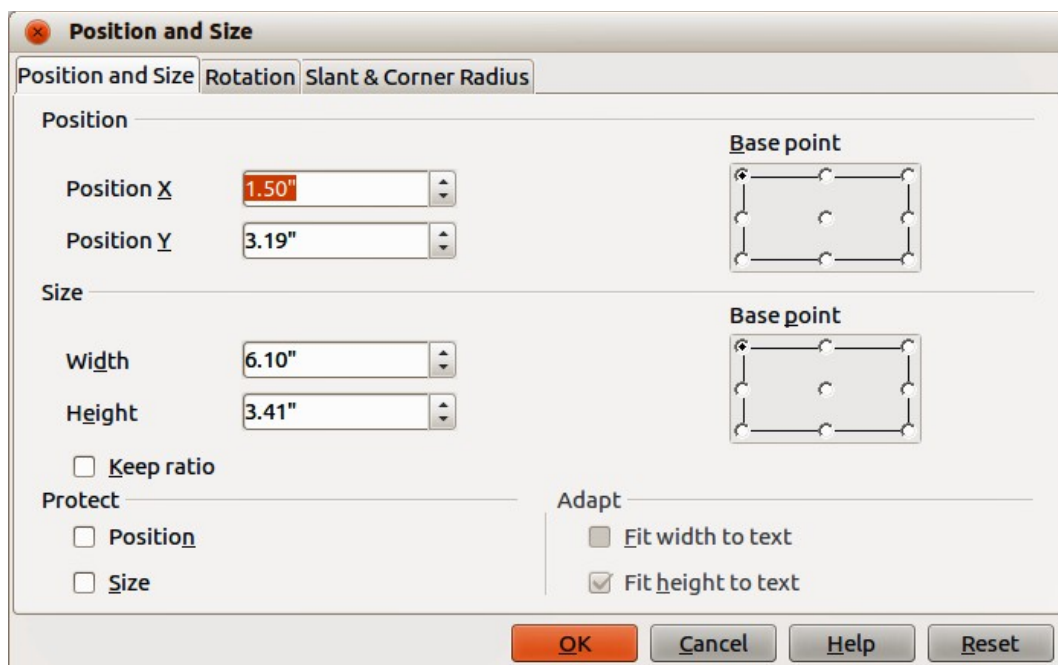 Position and Size
Position and Size Rotation Slant & Corner Radius
Position
Base point
Position X 1.50"
Position Y 3.19"
Size
Base point
Width 6.10"
Height 3.41"
Keep ratio
Protect Adapt
Position Fit width to text
Size Fit height to text
OK Cancel Help Reset